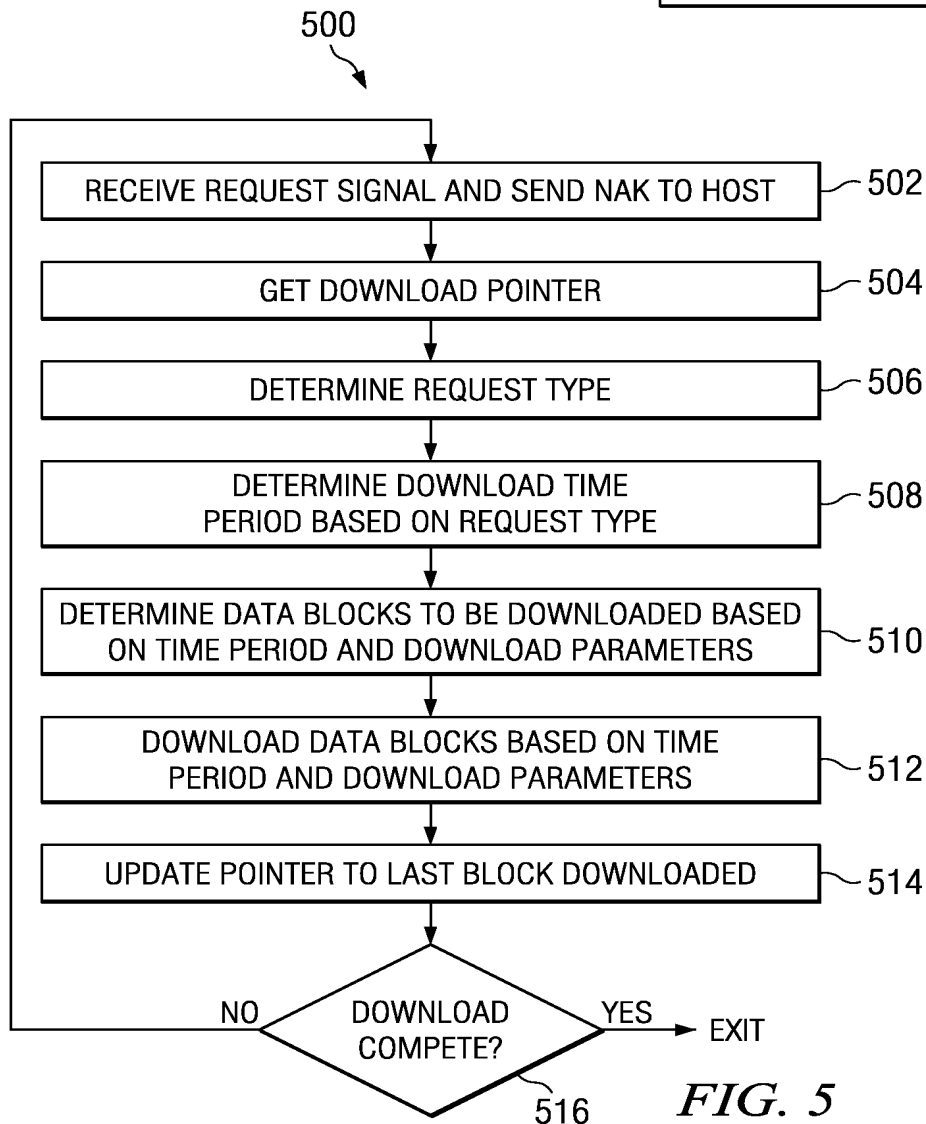 500
RECEIVE REQUEST SIGNAL AND SEND NAK TO HOST
502
GET DOWNLOAD POINTER
504
DETERMINE REQUEST TYPE
506
DETERMINE DOWNLOAD TIME
PERIOD BASED ON REQUEST TYPE
508
DETERMINE DATA BLOCKS TO BE DOWNLOADED BASED
ON TIME PERIOD AND DOWNLOAD PARAMETERS
510
DOWNLOAD DATA BLOCKS BASED ON TIME
PERIOD AND DOWNLOAD PARAMETERS
512
UPDATE POINTER TO LAST BLOCK DOWNLOADED
514
NO
DOWNLOAD
COMPETE?
YES
EXIT
516
FIG. 5